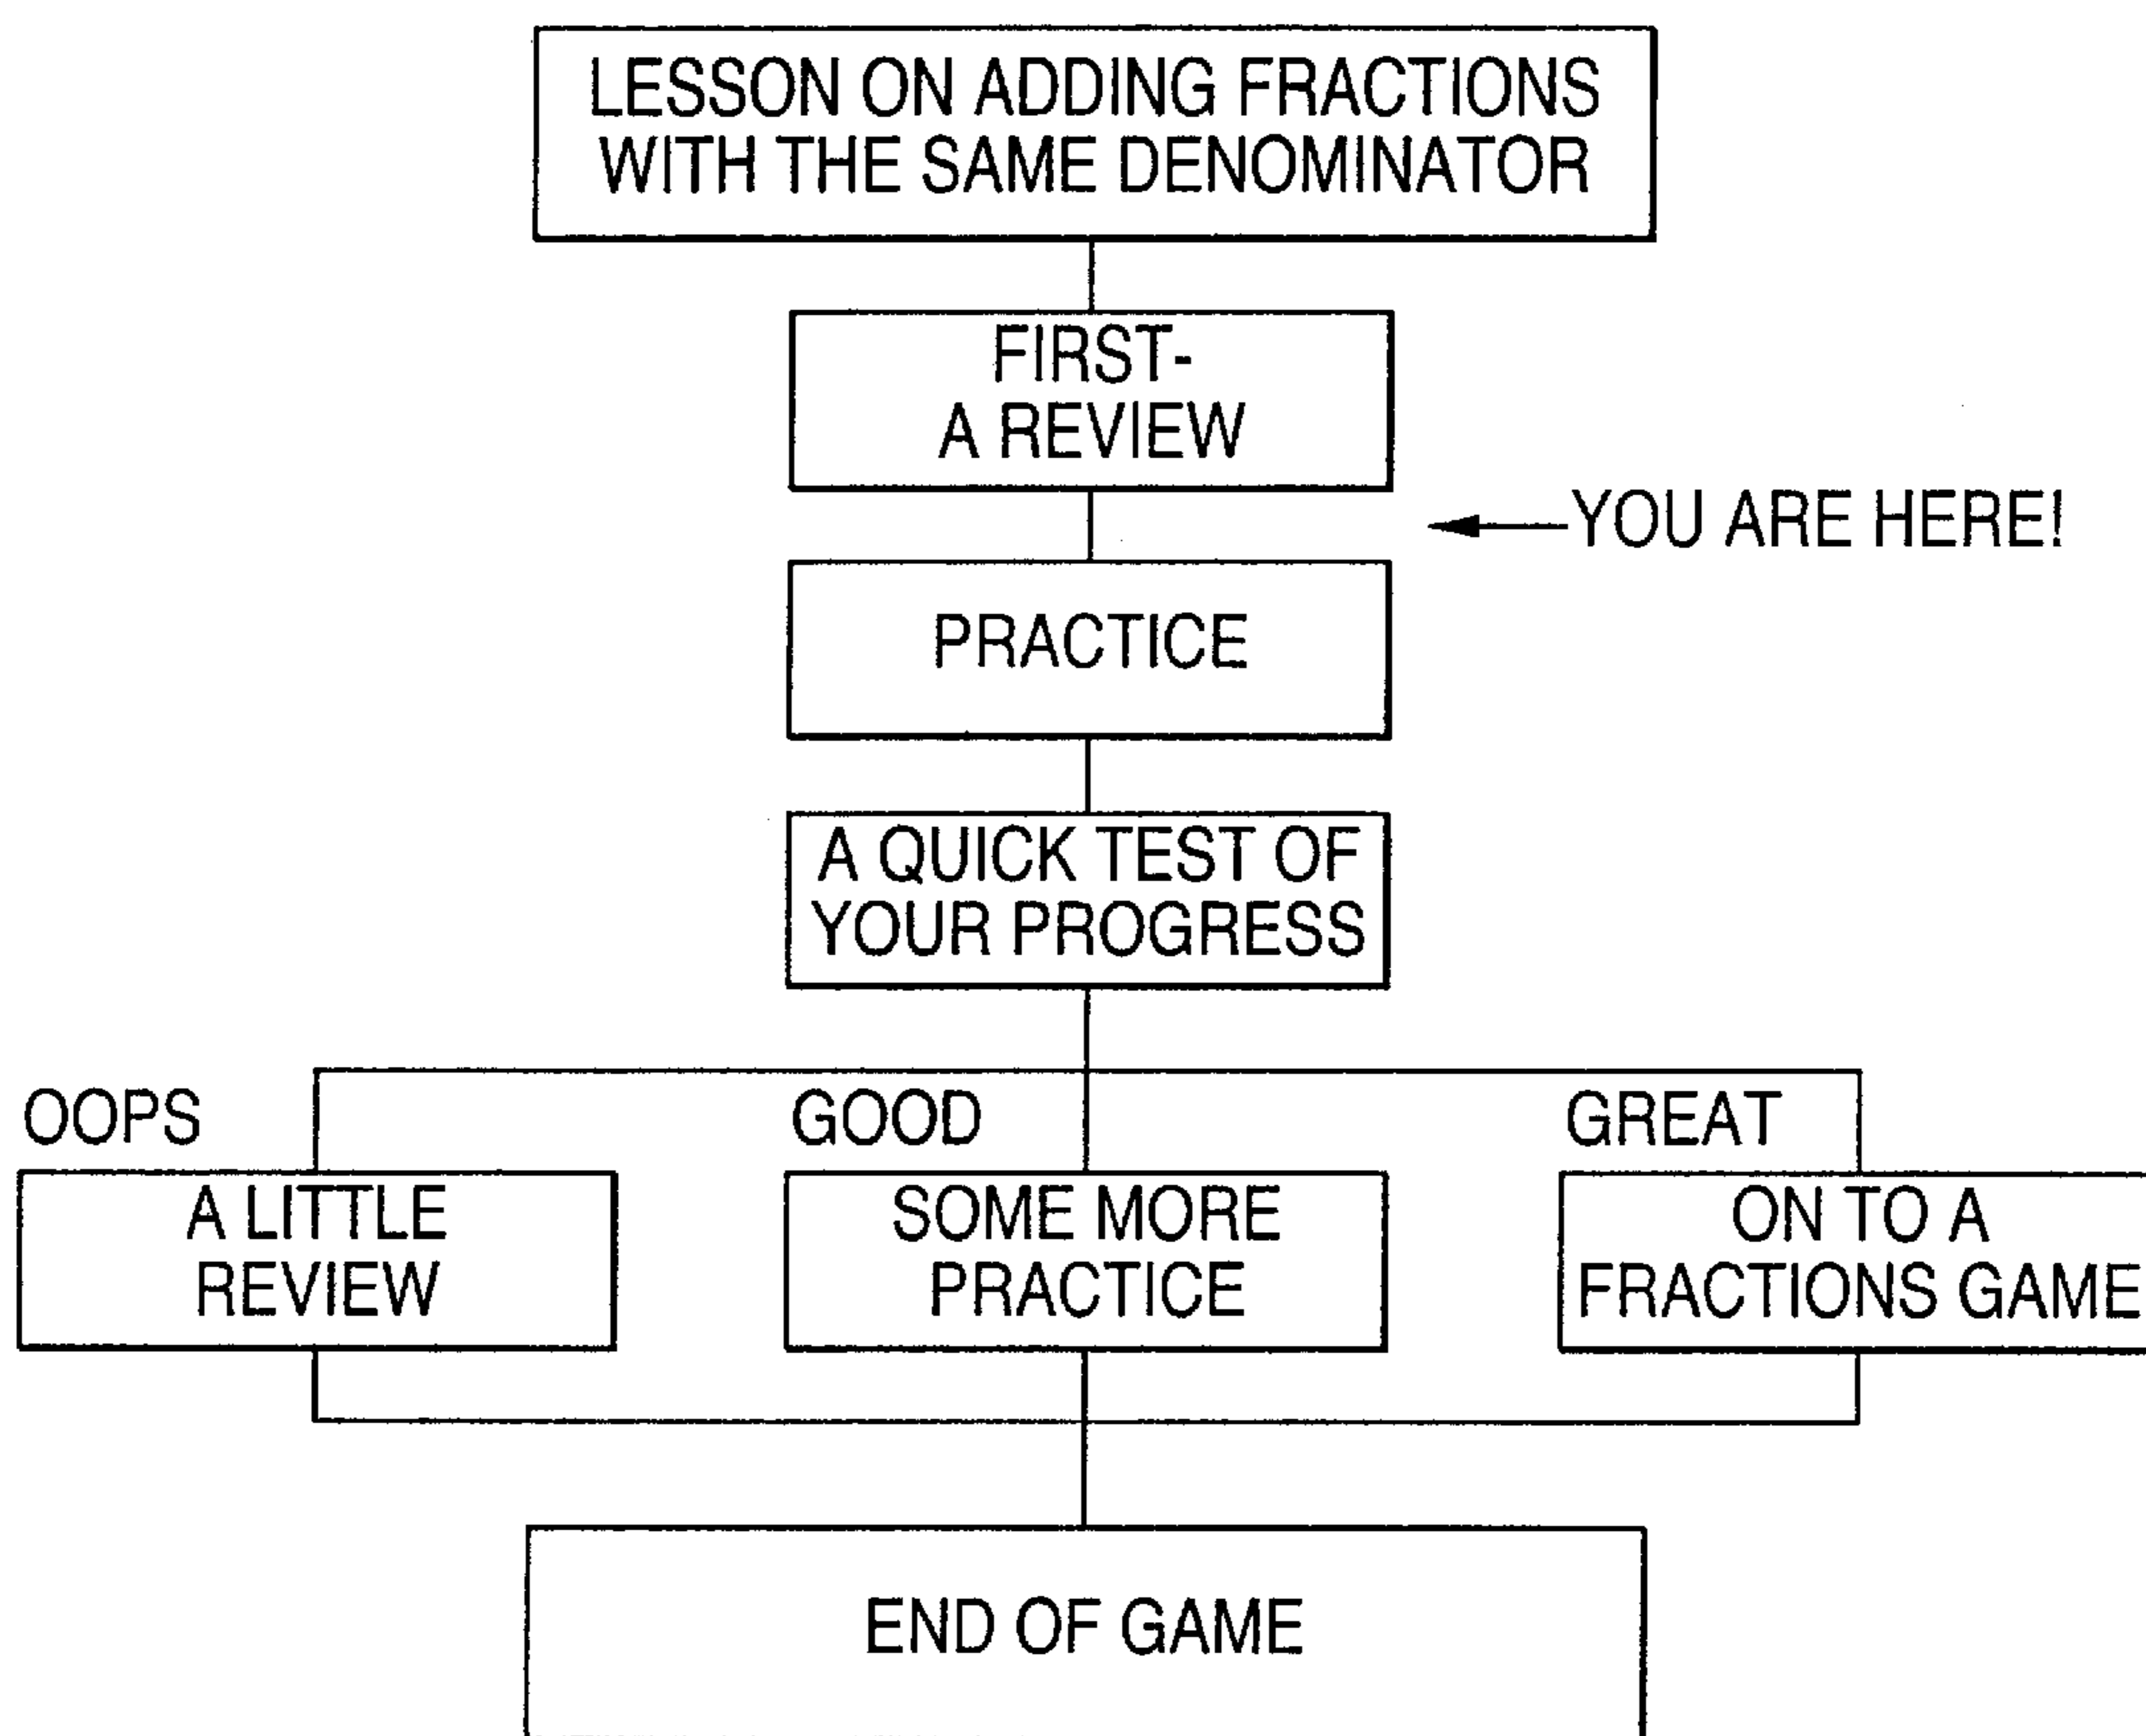 LESSON ON ADDING FRACTIONS
WITH THE SAME DENOMINATOR
FIRST-
A REVIEW
YOU ARE HERE!
PRACTICE
A QUICK TEST OF
YOUR PROGRESS
OOPS
GOOD
GREAT
A LITTLE
REVIEW
SOME MORE
PRACTICE
ON TO A
FRACTIONS GAME
END OF GAME